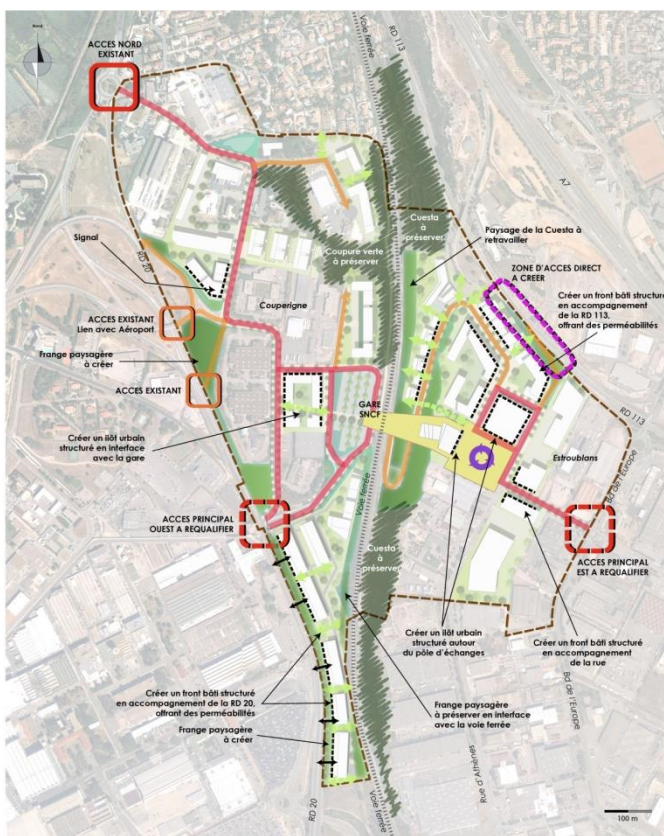 Voie ferrée
RD 113
ACCES NORD
EXISTANT
A7
Cuesta à
préserver
Paysage de la Cuesta à
retravailler
Signal
Coupure verte
à préserver
ZONE D'ACCES DIRECT
A CREER
RD 20
Couperigne
Créer un front bâti structuré
en accompagnement
de la RD 113,
offrant des perméabilités
ACCES EXISTANT
Lien avec Aéroport
Frange paysagère
à créer
ACCES EXISTANT
GARE
SNCF
RD 113
Créer un ilôt urbain
structuré en interface
avec la gare
Estroublans
Bd de l'Europe
Voie ferrée
ACCES PRINCIPAL
OUEST A REQUALIFIER
Cuesta
à
préserver
ACCES PRINCIPAL
EST A REQUALIFIER
Créer un ilôt urbain
structuré autour
du pôle d'échanges
Créer un front bâti structuré
en accompagnement
de la rue
Créer un front bâti structuré
en accompagnement de la RD 20,
offrant des perméabilités
Frange paysagère
à préserver en interface
avec la voie ferrée
Bd de l'Europe
Frange paysagère
à créer
Rue d'Athènes
RD 20
Voie ferrée
100 m